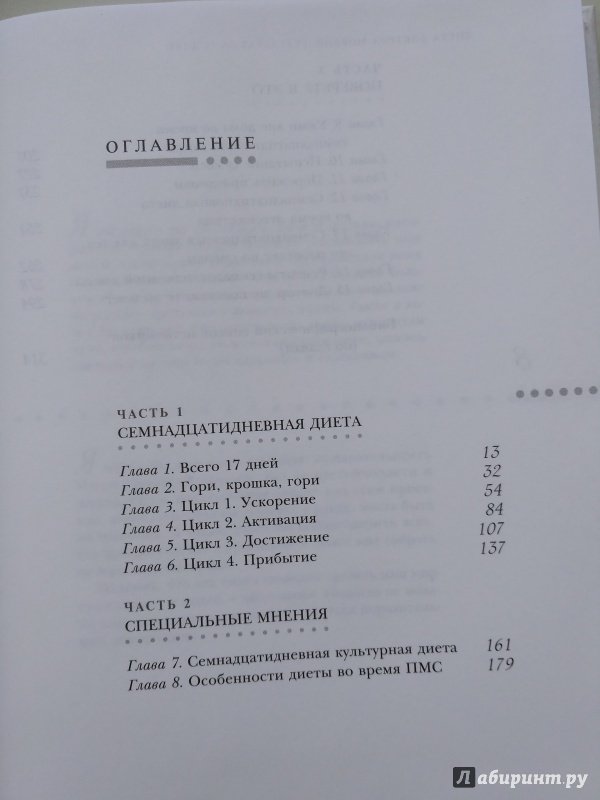 ОГЛАВЛЕНИЕ
ЧАСТЬ 1
СЕМНАДЦАТИДНЕВНАЯ ДИЕТА
Глава 1. Всего 17 дней 13
Глава 2. Гори, крошка, гори 32
Глава 3. Цикл 1. Ускорение 54
Глава 4. Цикл 2. Активация 84
Глава 5. Цикл 3. Достижение 107
Глава 6. Цикл 4. Прибытие 137
ЧАСТЬ 2
СПЕЦИАЛЬНЫЕ МНЕНИЯ
Глава 7. Семнадцатидневная культурная диета 161
Глава 8. Особенности диеты во время ПМС 179
Лабиринт.ру